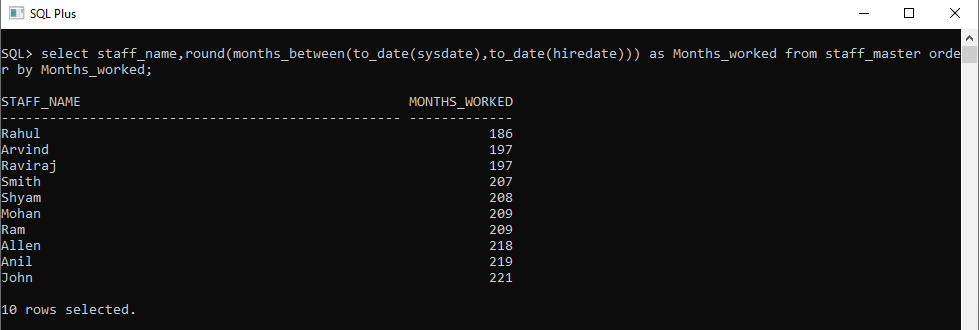 SQL Plus
SQL> select staff_name,round(months_between(to_date(sysdate),to_date(hiredate))) as Months_worked from staff_master orde
r by Months_worked;
STAFF_NAME MONTHS_WORKED
-------------------------------------------------- -------------
Rahul 186
Arvind 197
Raviraj 197
Smith 207
Shyam 208
Mohan 209
Ram 209
Allen 218
Anil 219
John 221
10 rows selected.